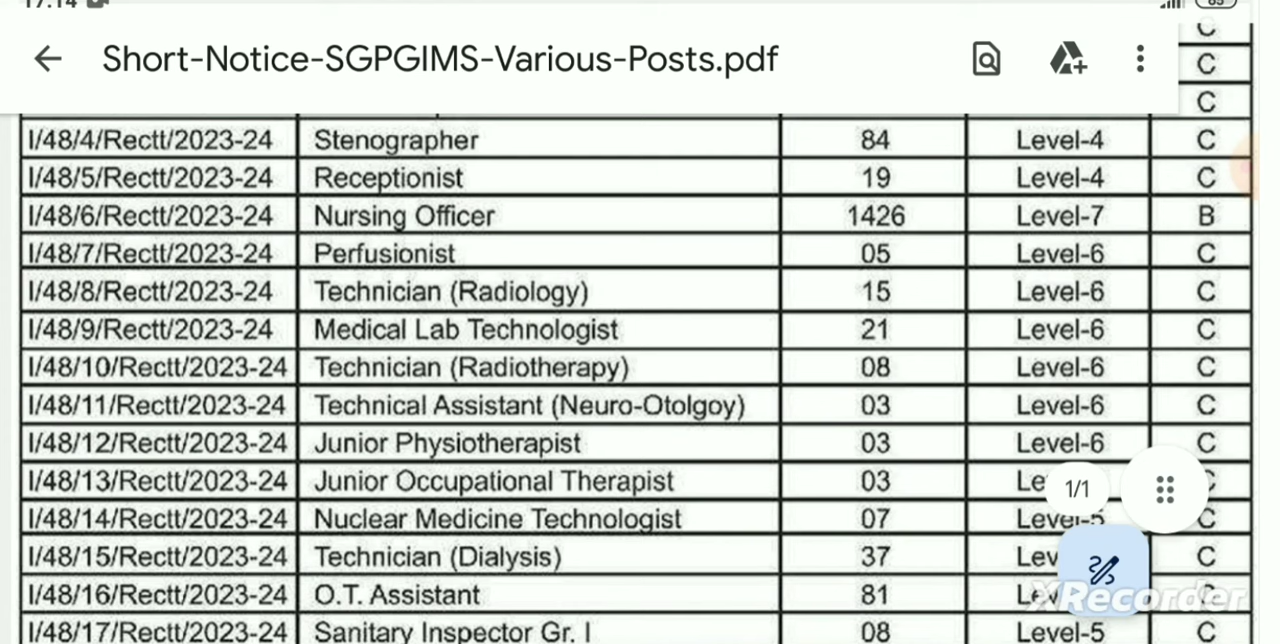 17:14 85
Short-Notice-SGPGIMS-Various-Posts.pdf
C
C
C
I/48/4/Rectt/2023-24 Stenographer 84 Level-4 C
I/48/5/Rectt/2023-24 Receptionist 19 Level-4 C
I/48/6/Rectt/2023-24 Nursing Officer 1426 Level-7 B
I/48/7/Rectt/2023-24 Perfusionist 05 Level-6 C
I/48/8/Rectt/2023-24 Technician (Radiology) 15 Level-6 C
I/48/9/Rectt/2023-24 Medical Lab Technologist 21 Level-6 C
I/48/10/Rectt/2023-24 Technician (Radiotherapy) 08 Level-6 C
I/48/11/Rectt/2023-24 Technical Assistant (Neuro-Otolgoy) 03 Level-6 C
I/48/12/Rectt/2023-24 Junior Physiotherapist 03 Level-6 C
I/48/13/Rectt/2023-24 Junior Occupational Therapist 03 1/1
I/48/14/Rectt/2023-24 Nuclear Medicine Technologist 07 Level-5 C
I/48/15/Rectt/2023-24 Technician (Dialysis) 37 C
I/48/16/Rectt/2023-24 O.T. Assistant 81
XRecorder
I/48/17/Rectt/2023-24 Sanitary Inspector Gr. I 08 Level-5 C